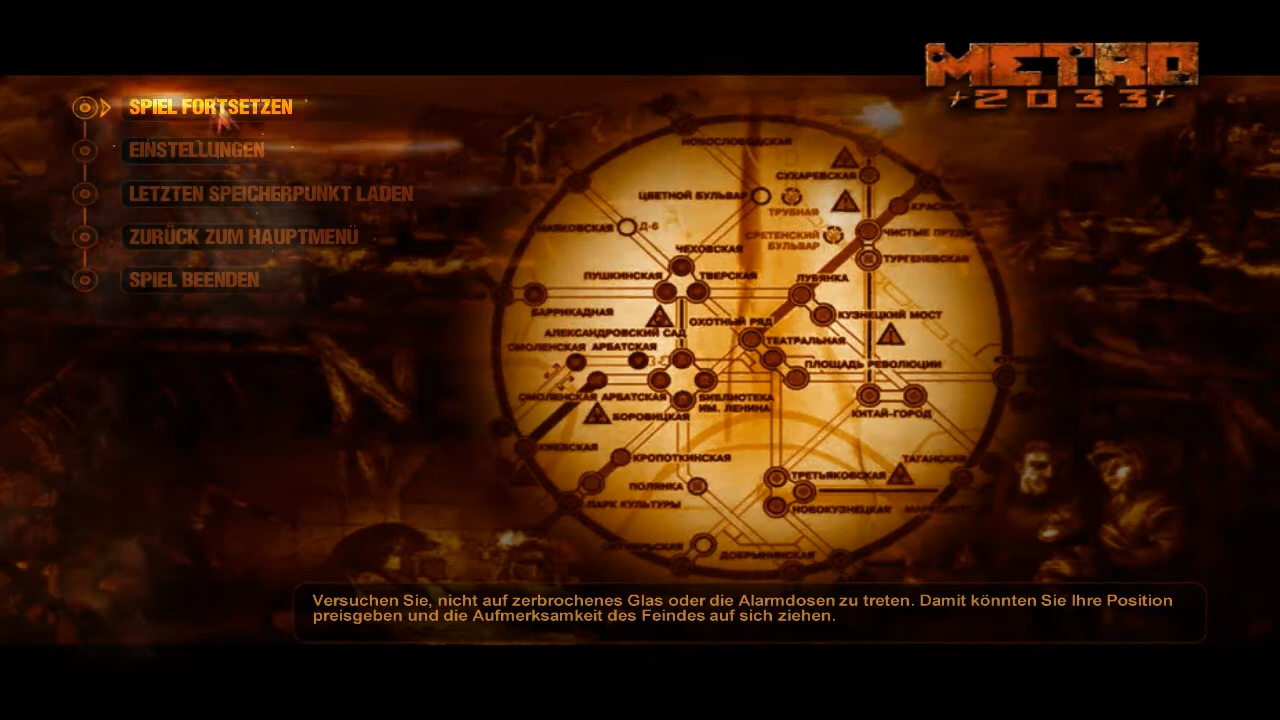 METRO
2033
SPIEL FORTSETZEN
EINSTELLUNGEN
LETZTEN SPEICHERPUNKT LADEN
ZURÜCK ZUM HAUPTMENÜ
SPIEL BEENDEN
НОВОСЛОБОДСКАЯ
СУХАРЕВСКАЯ
ЦВЕТНОЙ БУЛЬВАР
ТРУБНАЯ
МАЯКОВСКАЯ
Д-6
СРЕТЕНСКИЙ
БУЛЬВАР
ЧИСТЫЕ ПРУДЫ
ЧЕХОВСКАЯ
ТУРГЕНЕВСКАЯ
ПУШКИНСКАЯ
ТВЕРСКАЯ
ЛУБЯНКА
БАРРИКАДНАЯ
КУЗНЕЦКИЙ МОСТ
ОХОТНЫЙ РЯД
АЛЕКСАНДРОВСКИЙ САД
ТЕАТРАЛЬНАЯ
СМОЛЕНСКАЯ АРБАТСКАЯ
ПЛОЩАДЬ РЕВОЛЮЦИИ
СМОЛЕНСКАЯ АРБАТСКАЯ
БИБЛИОТЕКА
ИМ. ЛЕНИНА
БОРОВИЦКАЯ
КИТАЙ-ГОРОД
КИЕВСКАЯ
КРОПОТКИНСКАЯ
ТАГАНСКАЯ
ПОЛЯНКА
ТРЕТЬЯКОВСКАЯ
ПАРК КУЛЬТУРЫ
НОВОКУЗНЕЦКАЯ
ДОБРЫНИНСКАЯ
Versuchen Sie, nicht auf zerbrochenes Glas oder die Alarmdosen zu treten. Damit könnten Sie Ihre Position
preisgeben und die Aufmerksamkeit des Feindes auf sich ziehen.